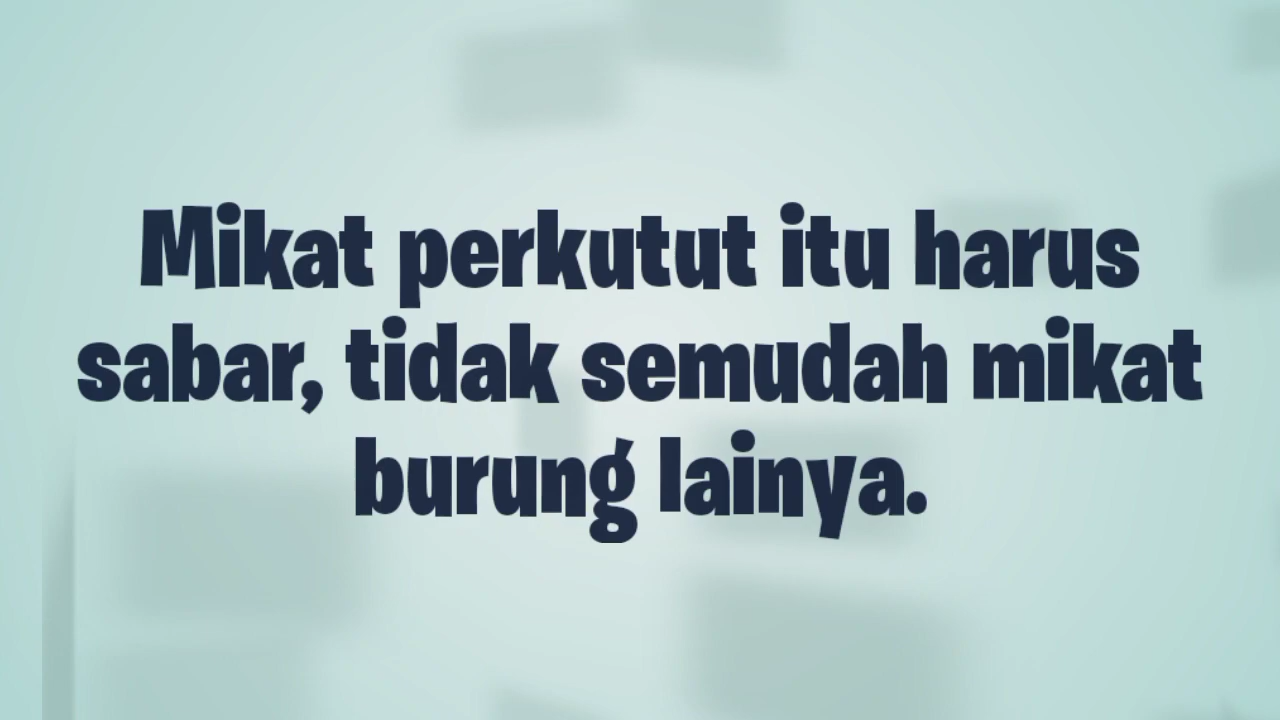 Mikat perkutut itu harus
sabar, tidak semudah mikat
burung lainya.